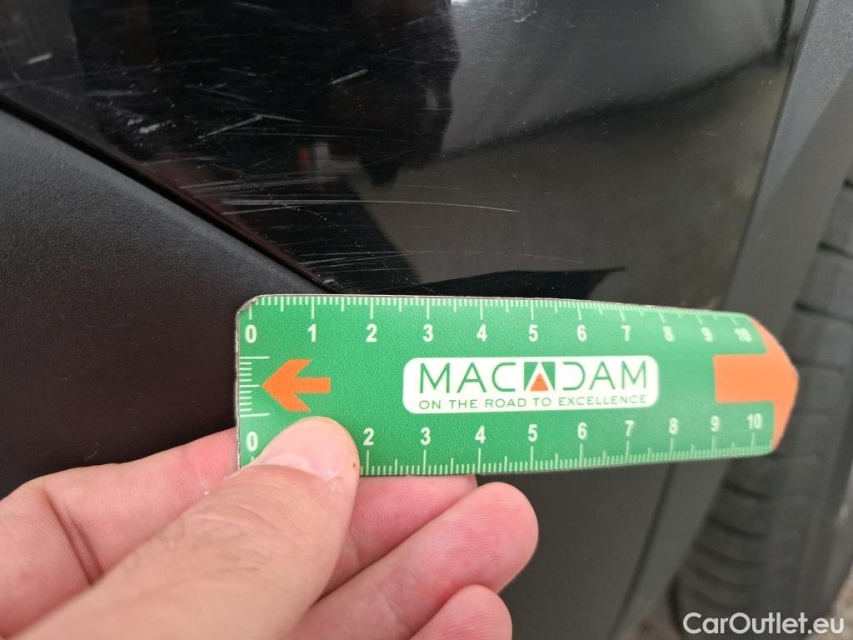 0 1 2 3 4 5 6 7 8 9 10
MACADAM
ON THE ROAD TO EXCELLENCE
0 2 3 4 5 6 7 8 9 10
CarOutlet.eu